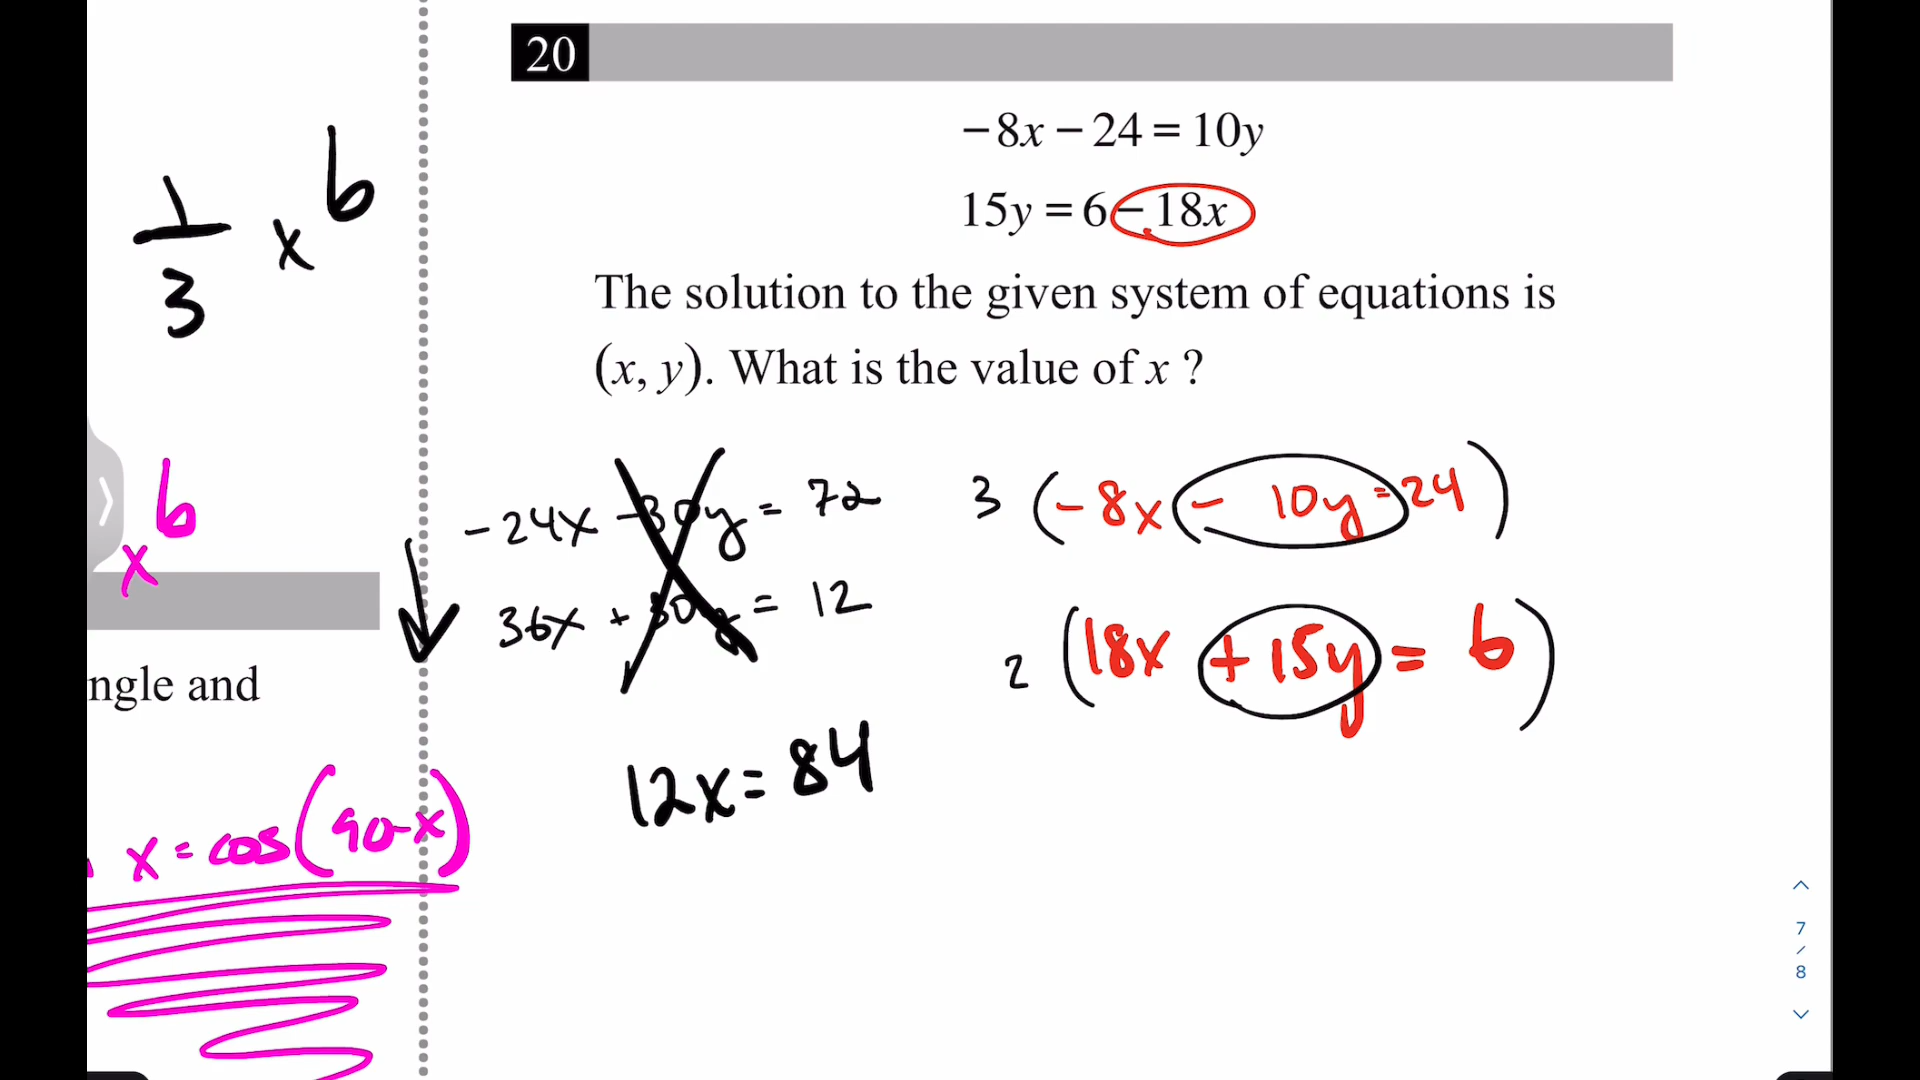 1/3 x^6
x^6
ngle and
x = cos(90-x)
20
−8x − 24 = 10y
15y = 6 − 18x
The solution to the given system of equations is
(x, y). What is the value of x ?
-24x -30y = 72
36x + 30y = 12
12x = 84
3 (-8x - 10y = 24)
2 (18x + 15y = 6)
7
/
8